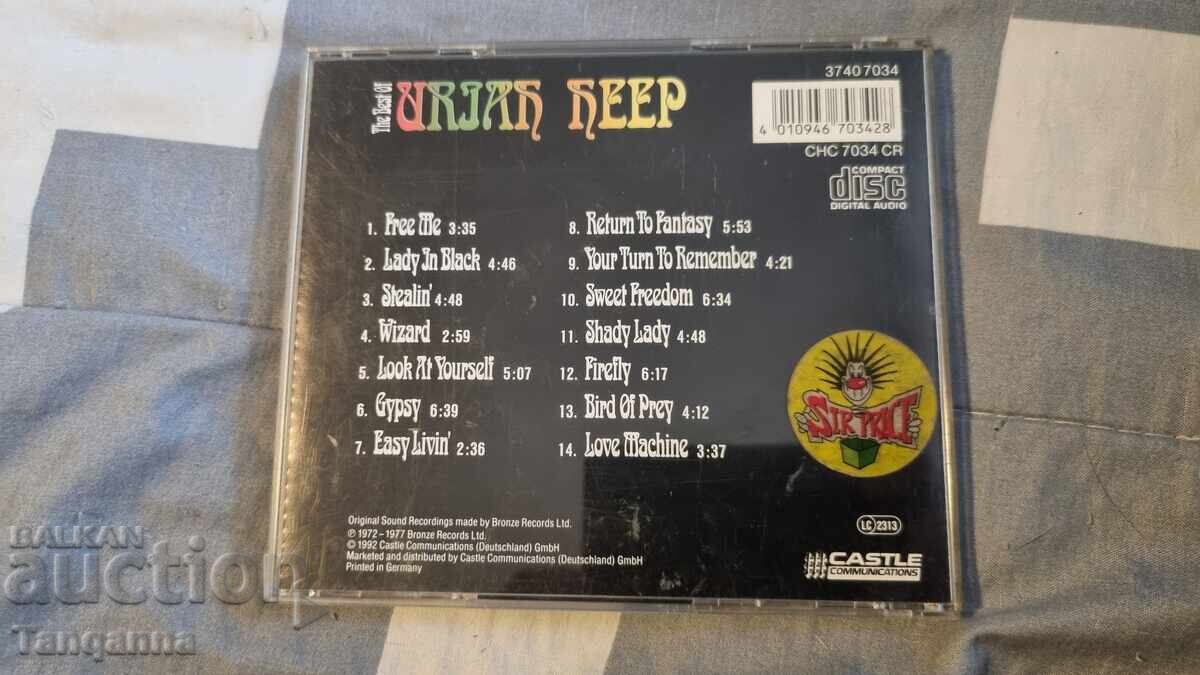 The Best Of
URIAH HEEP
3740 7034
4 010946 703428
CHC 7034 CR
COMPACT
disc
DIGITAL AUDIO
1. Free Me 3:35
2. Lady In Black 4:46
3. Stealin' 4:48
4. Wizard 2:59
5. Look At Yourself 5:07
6. Gypsy 6:39
7. Easy Livin' 2:36
8. Return To Fantasy 5:53
9. Your Turn To Remember 4:21
10. Sweet Freedom 6:34
11. Shady Lady 4:48
12. Firefly 6:17
13. Bird Of Prey 4:12
14. Love Machine 3:37
SIR PRICE
Original Sound Recordings made by Bronze Records Ltd.
℗ 1972–1977 Bronze Records Ltd.
© 1992 Castle Communications (Deutschland) GmbH
Marketed and distributed by Castle Communications (Deutschland) GmbH
Printed in Germany
LC 2313
CASTLE
COMMUNICATIONS
BALKAN
auction
Tanganna